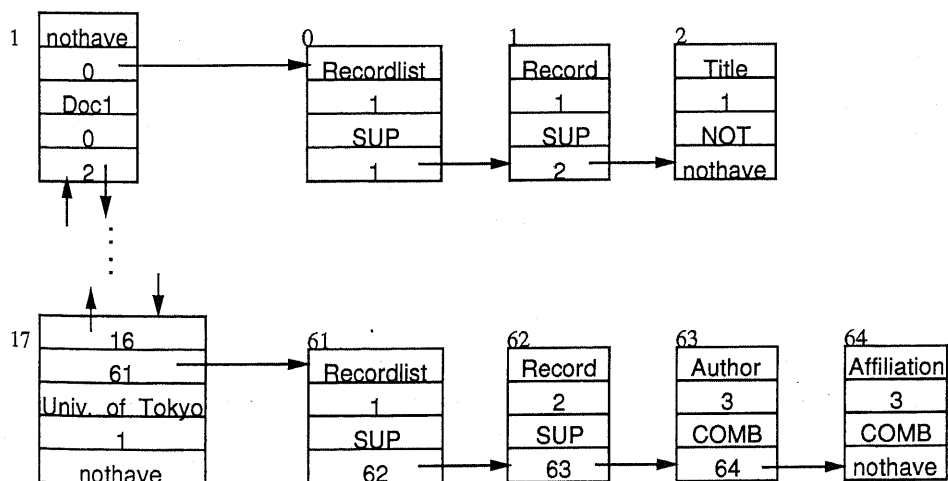 1
nothave
0
Doc1
0
2
0
Recordlist
1
SUP
1
1
Record
1
SUP
2
2
Title
1
NOT
nothave
17
16
61
Univ. of Tokyo
1
nothave
61
Recordlist
1
SUP
62
62
Record
2
SUP
63
63
Author
3
COMB
64
64
Affiliation
3
COMB
nothave